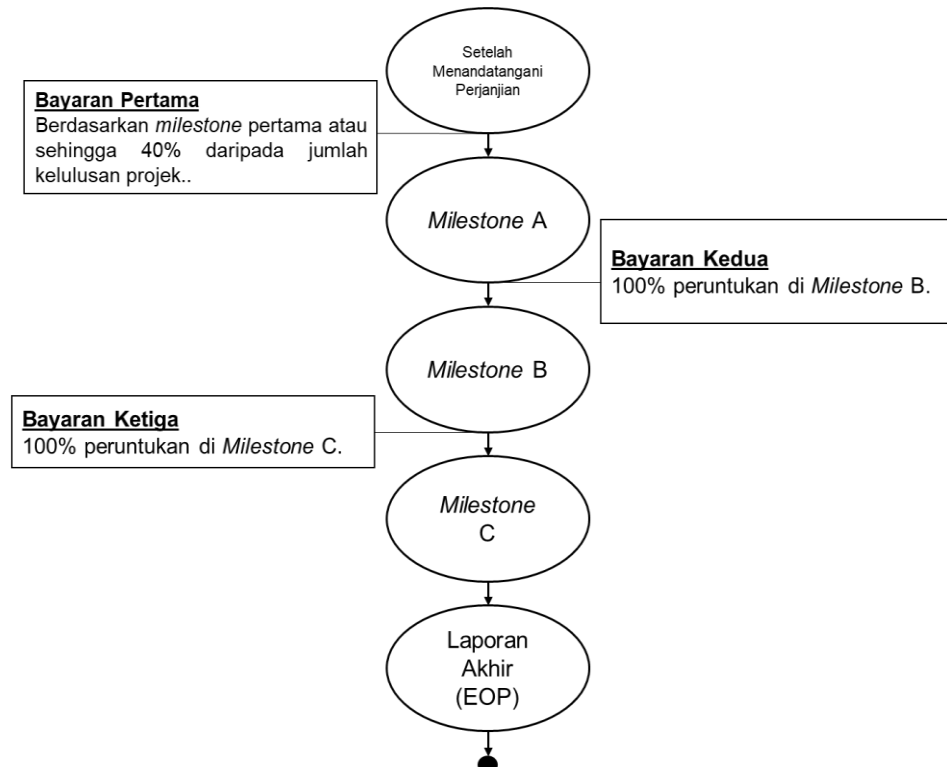 Setelah
Menandatangani
Perjanjian
Bayaran Pertama
Berdasarkan milestone pertama atau
sehingga 40% daripada jumlah
kelulusan projek..
Milestone A
Bayaran Kedua
100% peruntukan di Milestone B.
Milestone B
Bayaran Ketiga
100% peruntukan di Milestone C.
Milestone
C
Laporan
Akhir
(EOP)